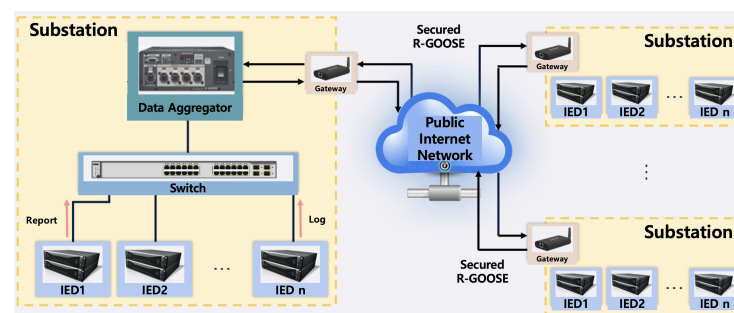 Substation
Data Aggregator
Gateway
Switch
Report
Log
IED1
IED2
...
IED n
Secured
R-GOOSE
Public
Internet
Network
Secured
R-GOOSE
Substation
Gateway
IED1
IED2
...
IED n
Substation
Gateway
IED1
IED2
...
IED n